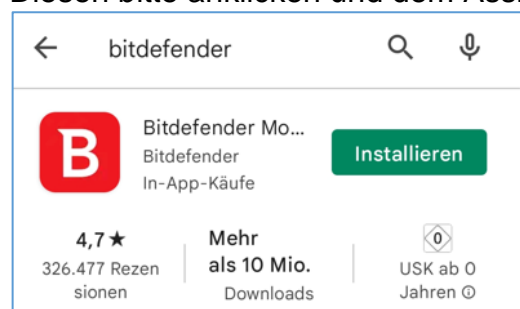 Diesen bitte anklicken und dem Ass
bitdefender
B
Bitdefender Mo...
Bitdefender
In-App-Käufe
Installieren
4,7★
326.477 Rezen
sionen
Mehr
als 10 Mio.
Downloads
0
USK ab 0
Jahren ⓘ